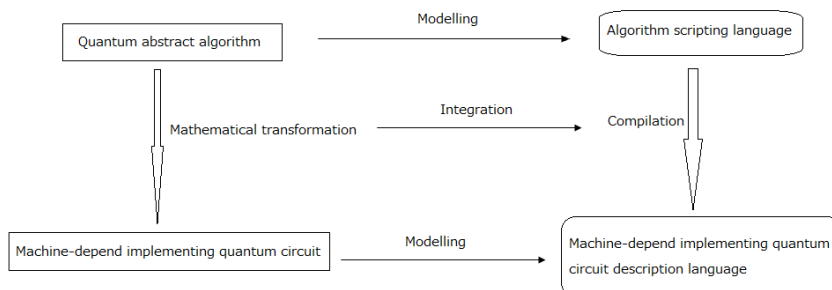 Modelling
Quantum abstract algorithm
Algorithm scripting language
Integration
Mathematical transformation
Compilation
Modelling
Machine-depend implementing quantum circuit
Machine-depend implementing quantum
circuit description language